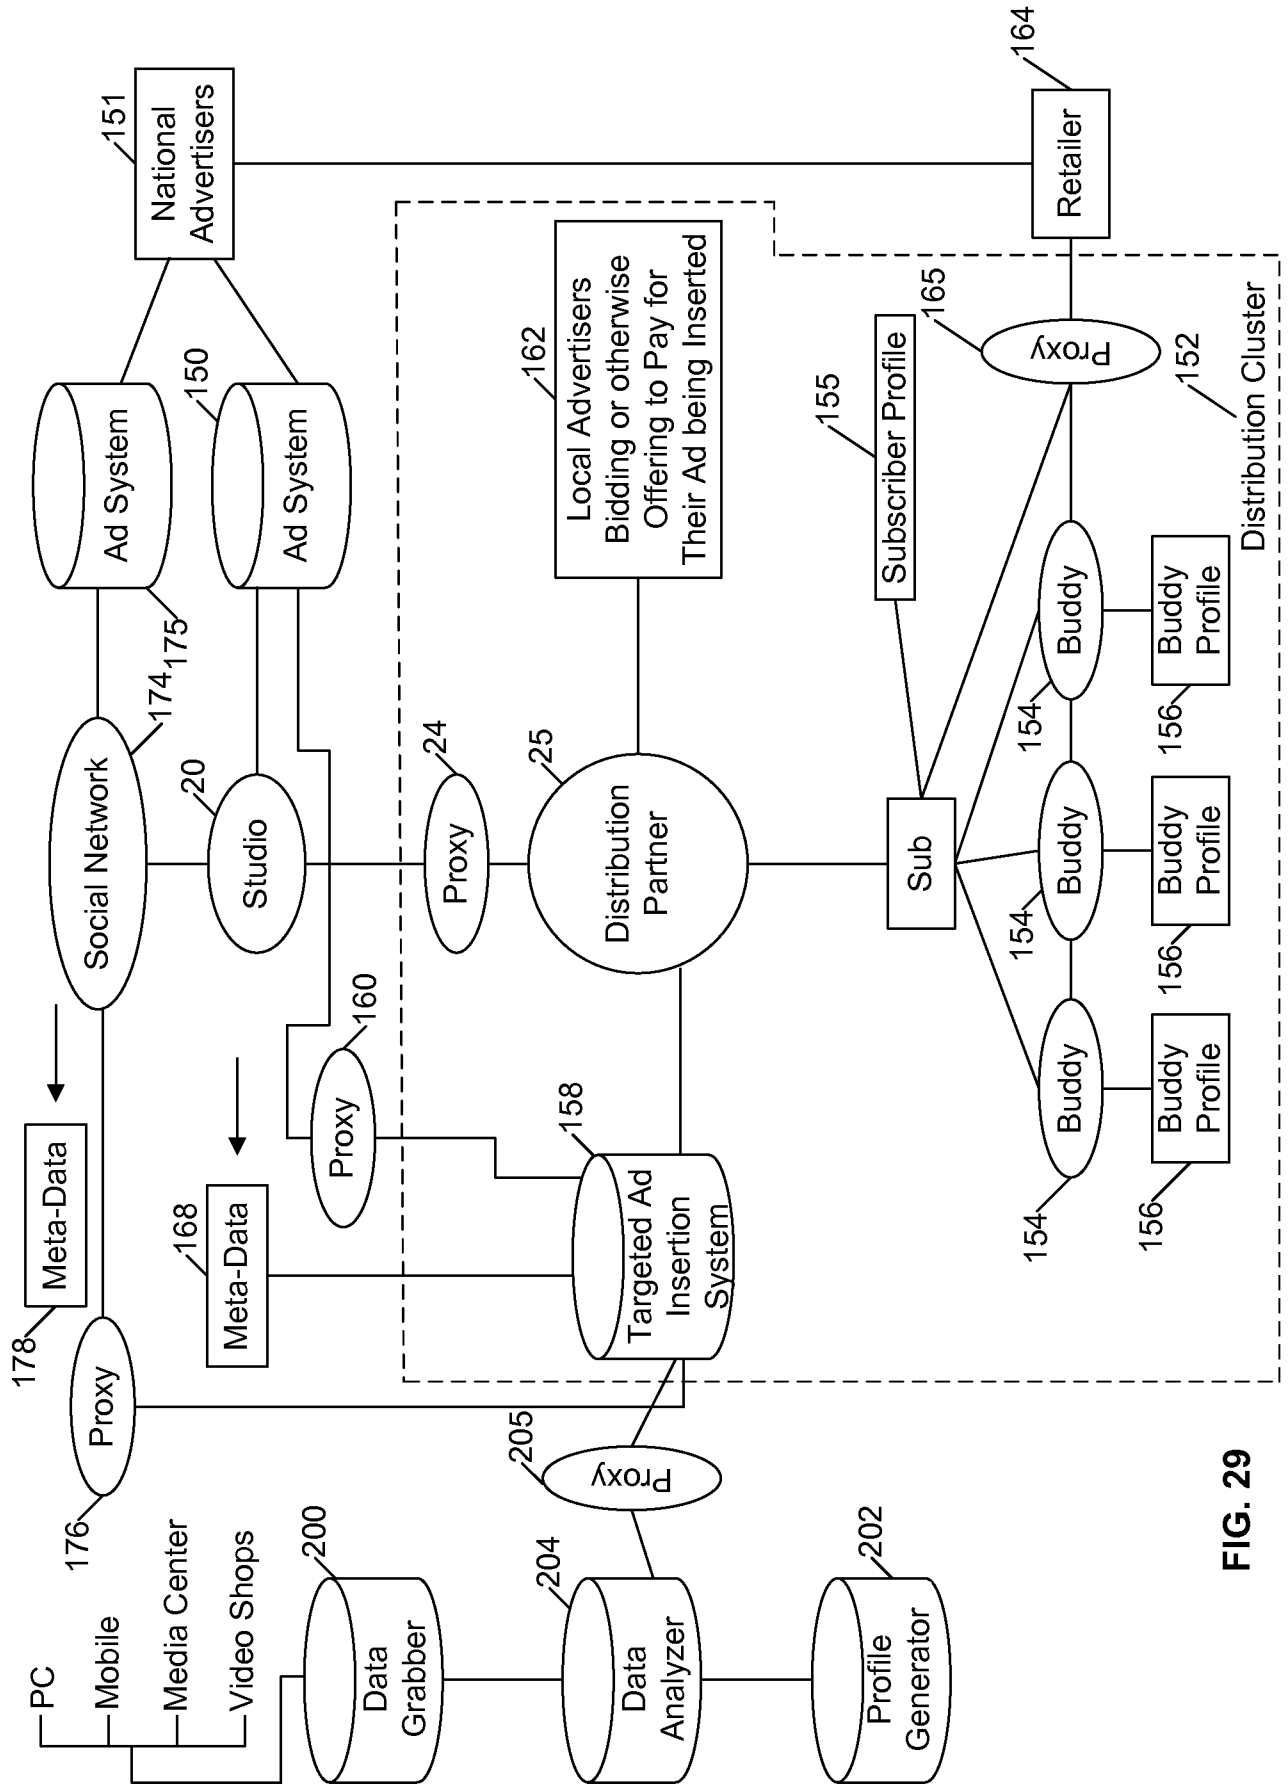 PC
Mobile
Media Center
Video Shops
200
Data
Grabber
204
Data
Analyzer
202
Profile
Generator
176
Proxy
178
Meta-Data
168
Meta-Data
205
Proxy
160
Proxy
158
Targeted Ad
Insertion
System
Social Network
174
175
Ad System
20
Studio
150
Ad System
151
National
Advertisers
24
Proxy
25
Distribution
Partner
162
Local Advertisers
Bidding or otherwise
Offering to Pay for
Their Ad being Inserted
155
Subscriber Profile
Sub
165
Proxy
164
Retailer
154
Buddy
154
Buddy
154
Buddy
156
Buddy
Profile
156
Buddy
Profile
156
Buddy
Profile
152
Distribution Cluster
FIG. 29